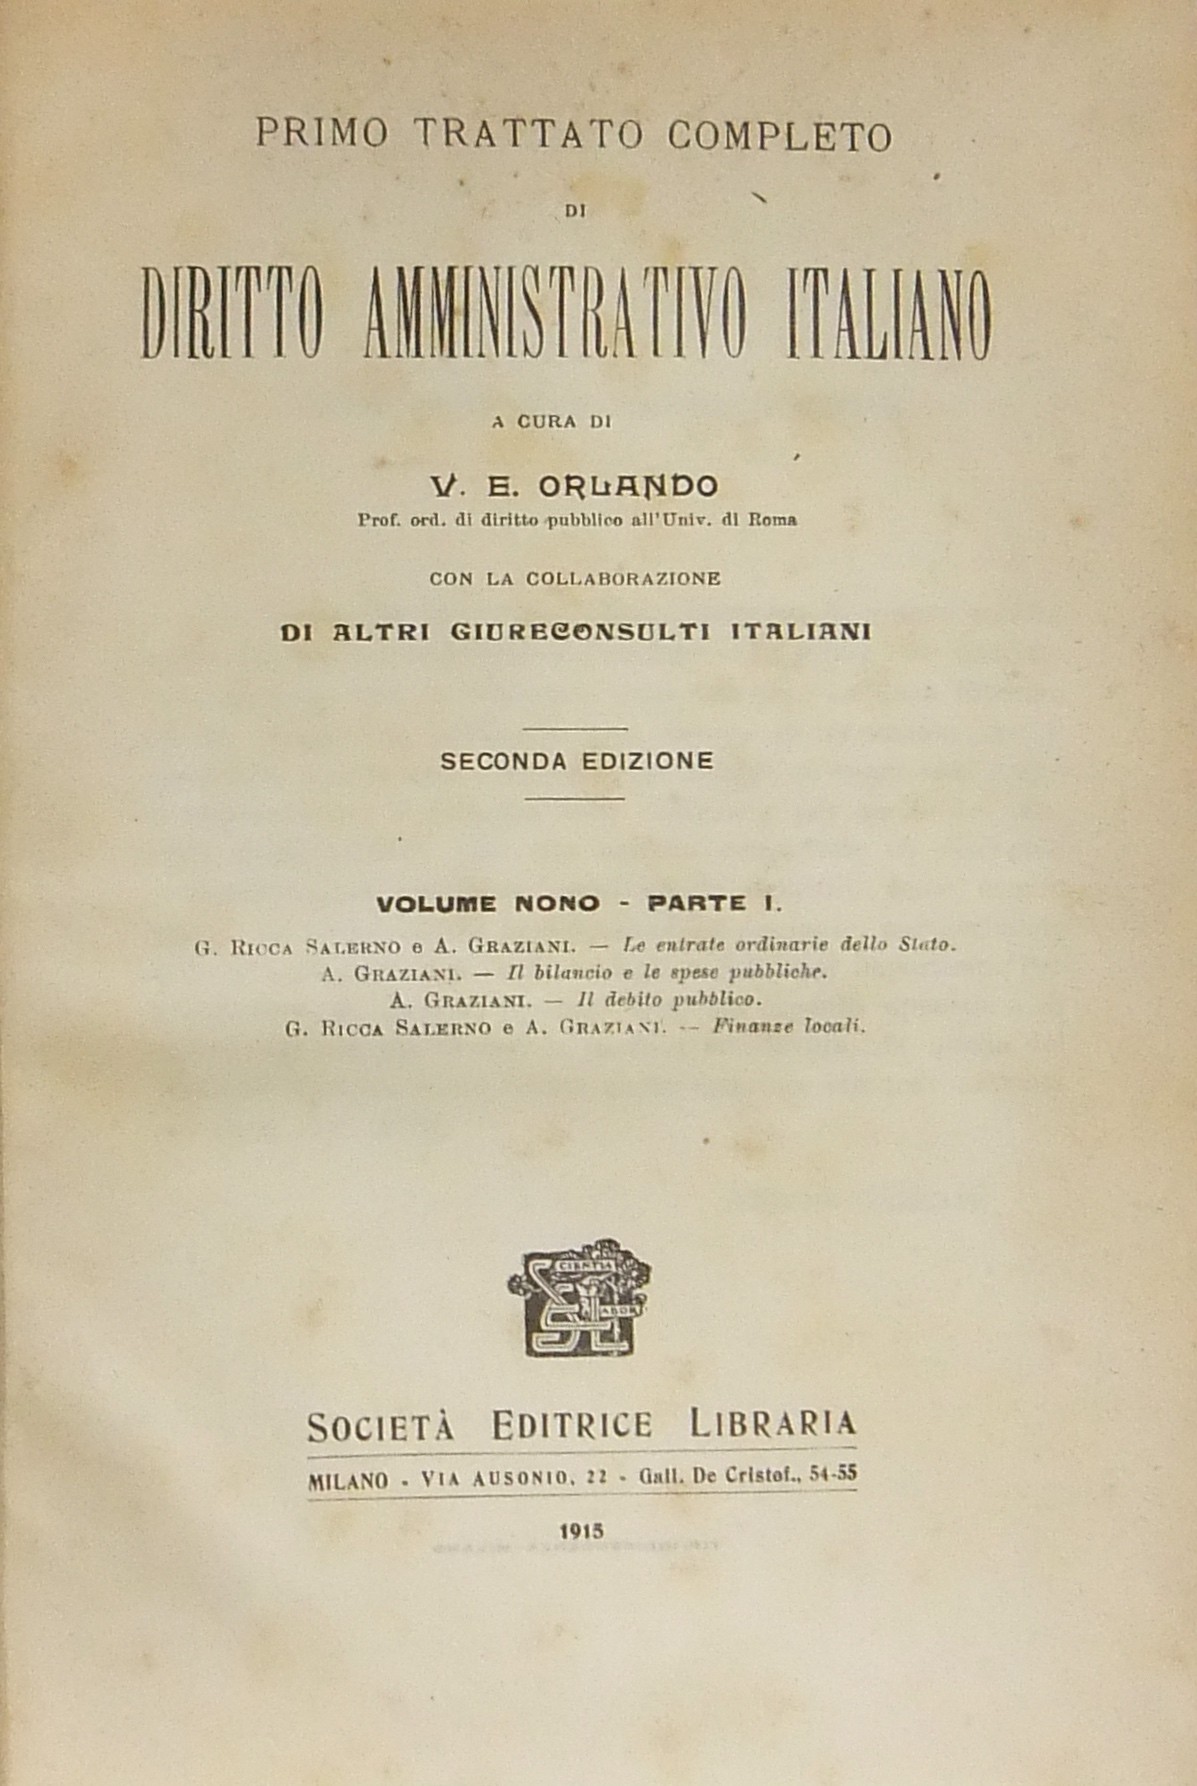 PRIMO TRATTATO COMPLETO
DI
DIRITTO AMMINISTRATIVO ITALIANO
A CURA DI
V. E. ORLANDO
Prof. ord. di diritto pubblico all'Univ. di Roma
CON LA COLLABORAZIONE
DI ALTRI GIURECONSULTI ITALIANI
SECONDA EDIZIONE
VOLUME NONO - PARTE I.
G. RICCA SALERNO e A. GRAZIANI. — Le entrate ordinarie dello Stato.
A. GRAZIANI. — Il bilancio e le spese pubbliche.
A. GRAZIANI. — Il debito pubblico.
G. RICCA SALERNO e A. GRAZIANI. — Finanze locali.
SCIENTIA
LABOR
SOCIETÀ EDITRICE LIBRARIA
MILANO - VIA AUSONIO, 22 - Gall. De Cristof., 54-55
1915